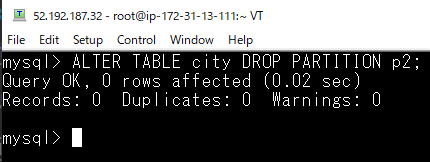 52.192.187.32 - root@ip-172-31-13-111:~ VT
File Edit Setup Control Window Help
mysql> ALTER TABLE city DROP PARTITION p2;
Query OK, 0 rows affected (0.02 sec)
Records: 0  Duplicates: 0  Warnings: 0
mysql>